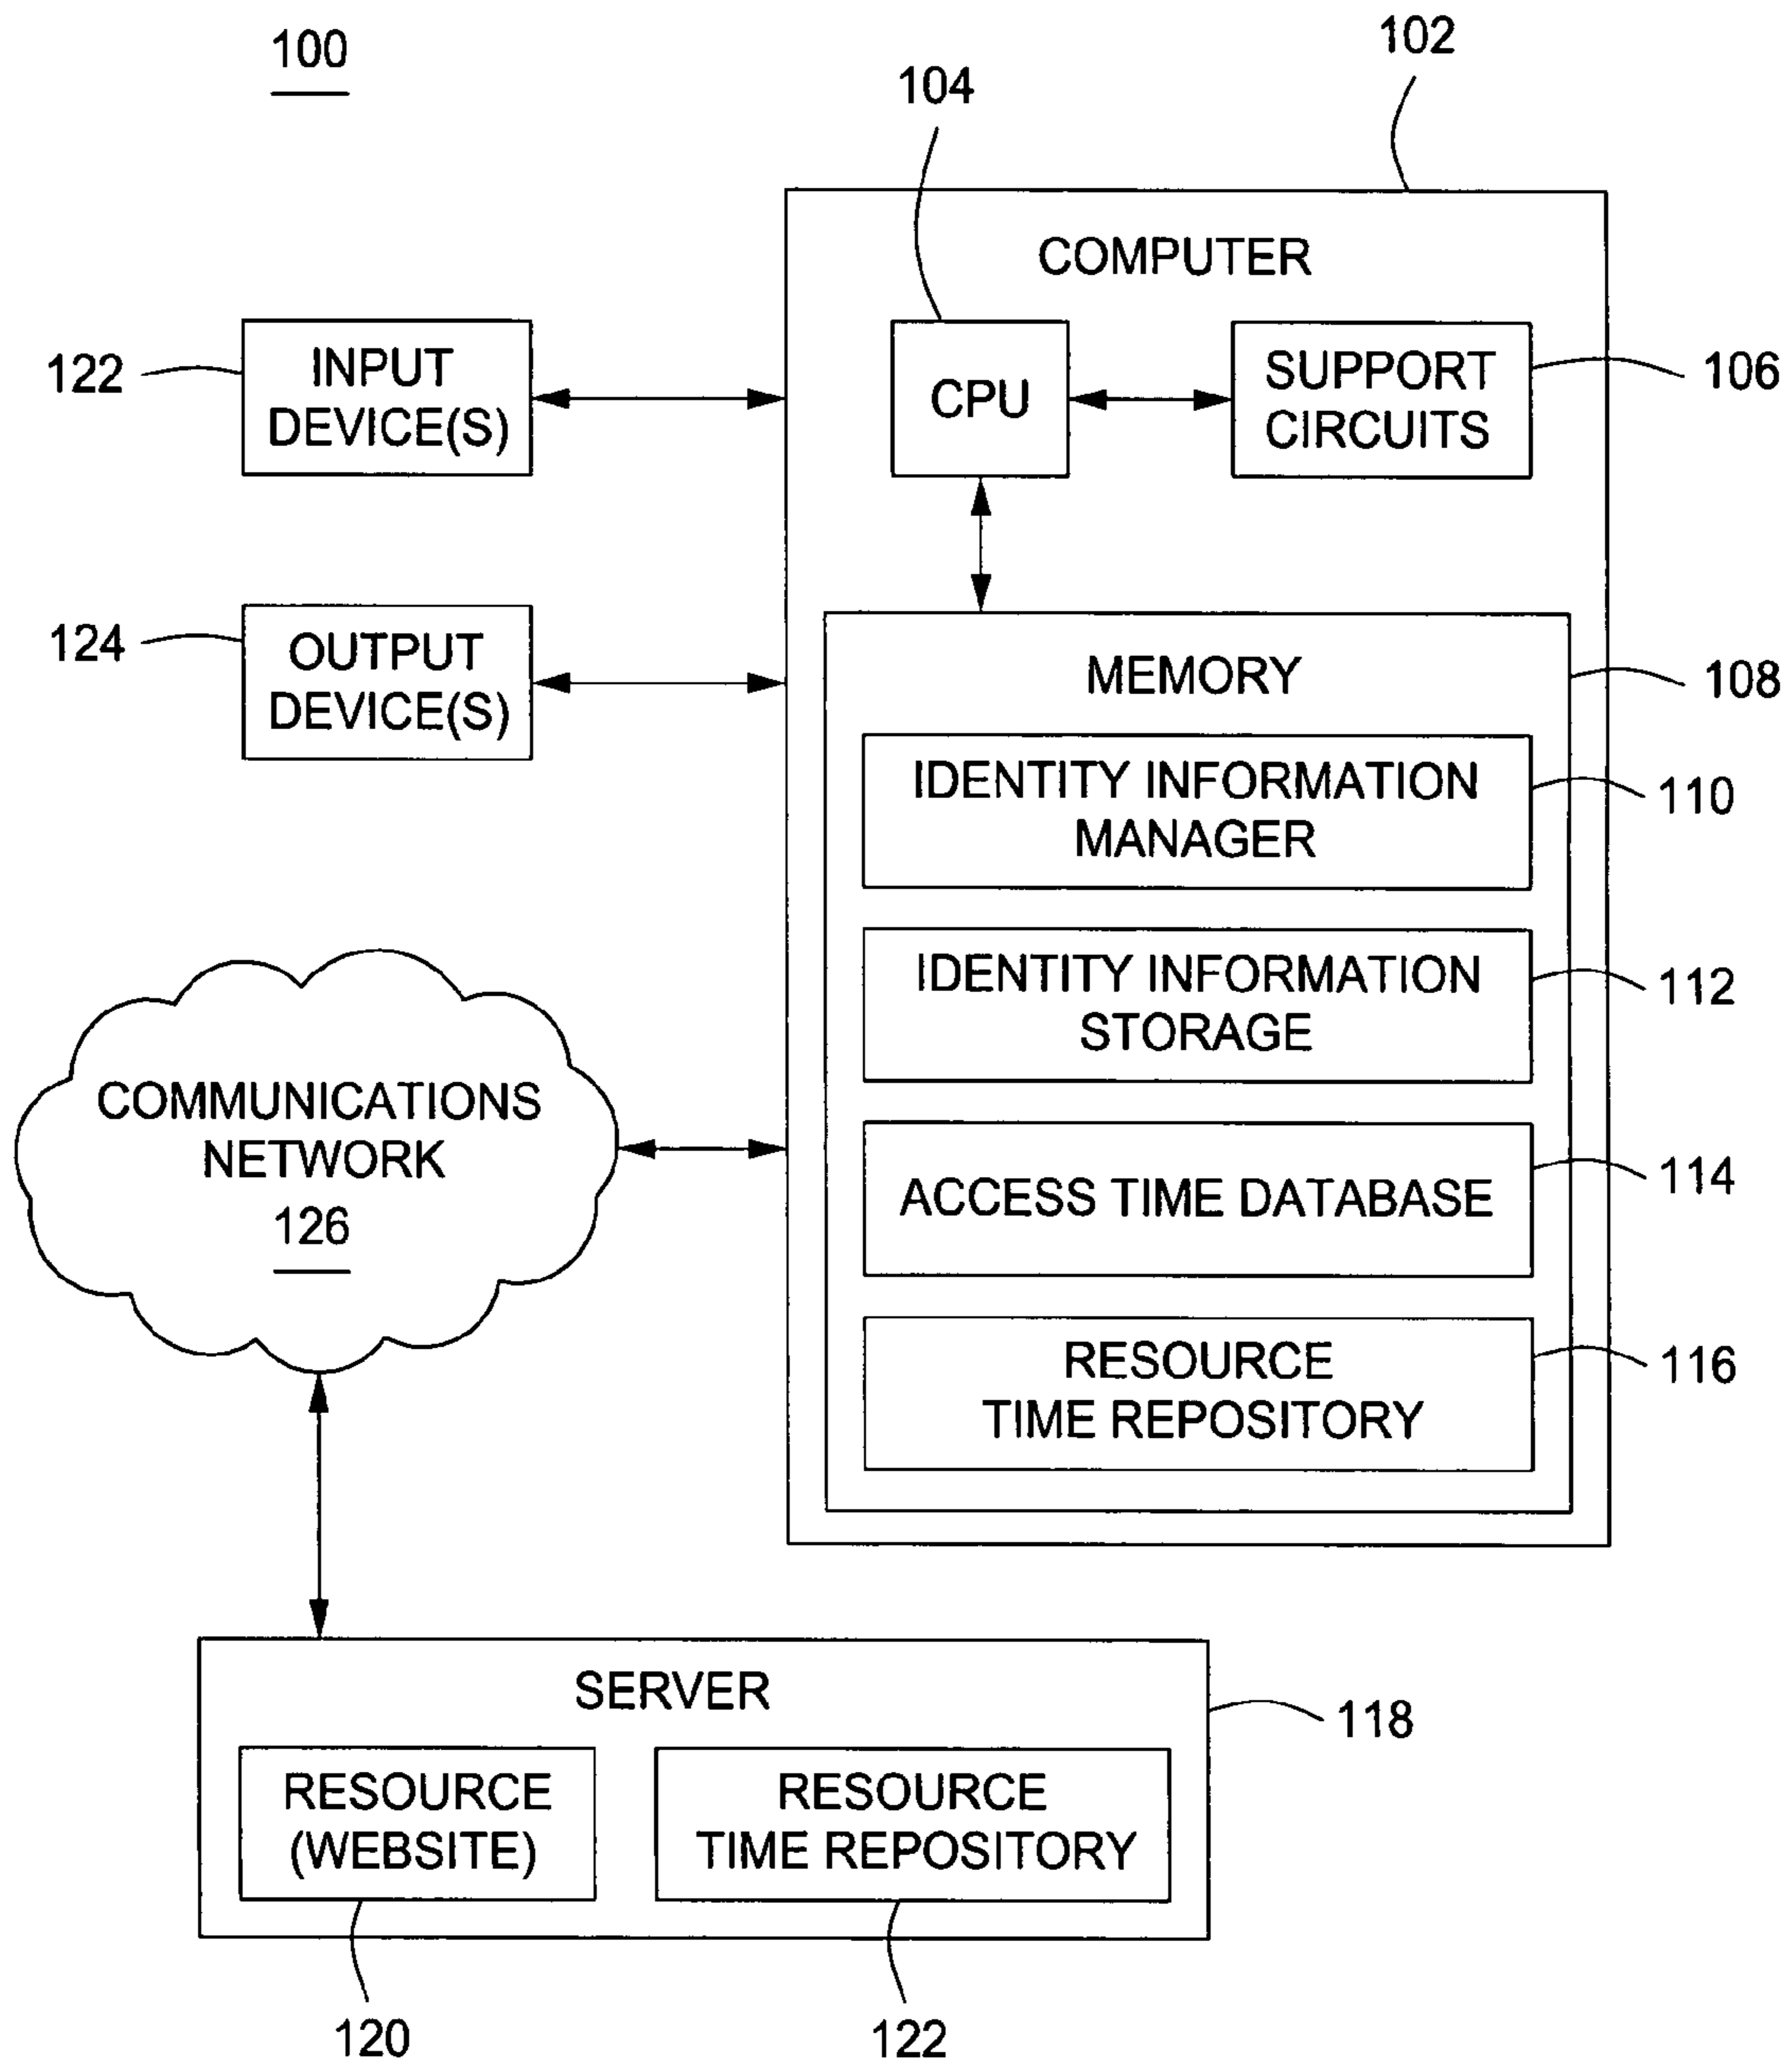 100
102
104
COMPUTER
122
INPUT
DEVICE(S)
CPU
SUPPORT
CIRCUITS
106
124
OUTPUT
DEVICE(S)
MEMORY
108
IDENTITY INFORMATION
MANAGER
110
IDENTITY INFORMATION
STORAGE
112
COMMUNICATIONS
NETWORK
126
ACCESS TIME DATABASE
114
RESOURCE
TIME REPOSITORY
116
SERVER
118
RESOURCE
(WEBSITE)
RESOURCE
TIME REPOSITORY
120
122